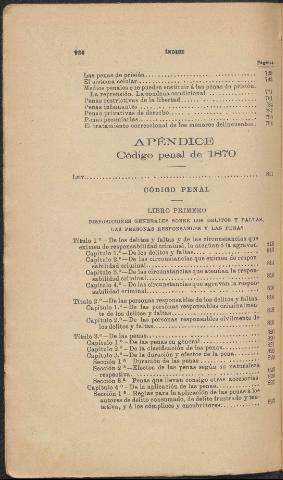 926 ÍNDICE
Páginas.
Las penas de prisión
El sistema celular
Medios penales que pueden sustituir á las penas de prisión.
La reprensión. La condena condicional
Penas restrictivas de la libertad
Penas infamantes
Penas privativas de derecho
Penas pecuniarias
El tratamiento correccional de los menores delincuentes.
APÉNDICE
Código penal de 1870
LEY
CÓDIGO PENAL
LIBRO PRIMERO
DISPOSICIONES GENERALES SOBRE LOS DELITOS Y FALTAS,
LAS PERSONAS RESPONSABLES Y LAS PENAS
Título 1.º—De los delitos y faltas y de las circunstancias que
eximen de responsabilidad criminal, la atenúan ó la agravan.
Capítulo 1.º—De los delitos y faltas
Capítulo 2.º—De las circunstancias que eximen de respon-
sabilidad criminal
Capítulo 3.º—De las circunstancias que atenúan la respon-
sabilidad criminal
Capítulo 4.º—De las circunstancias que agravan la respon-
sabilidad criminal
Título 2.º—De las personas responsables de los delitos y faltas.
Capítulo 1.º—De las personas responsables criminalmen-
te de los delitos y faltas
Capítulo 2.º—De las personas responsables civilmente de
los delitos y faltas
Título 3.º—De las penas
Capítulo 1.º—De las penas en general
Capítulo 2.º—De la clasificación de las penas
Capítulo 3.º—De la duración y efectos de la pena
Sección 1.ª Duración de las penas
Sección 2.ª—Efectos de las penas según su naturaleza
respectiva
Sección 3.ª Penas que llevan consigo otras accesorias
Capítulo 4.º—De la aplicación de las penas
Sección 1.ª—Reglas para la aplicación de las penas á los
autores de delito consumado, de delito frustrado y ten-
tativa, y á los cómplices y encubridores